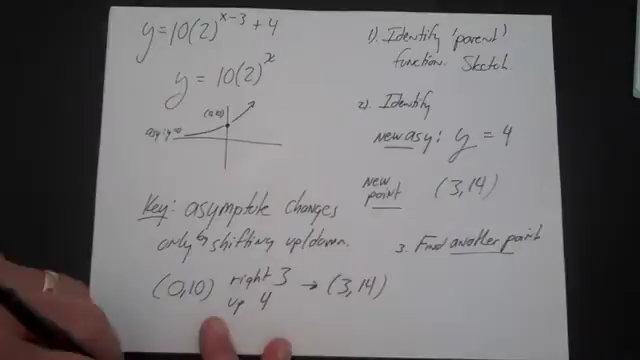 y = 10(2)^{x-3} + 4
y = 10(2)^x
(0,10)
asy: y=0
Key: asymptote changes
only by shifting up/down.
(0,10) right 3 up 4 → (3,14)
1). Identify 'parent'
function. Sketch.
2). Identify
new asy: y = 4
new point (3,14)
3. Find another point